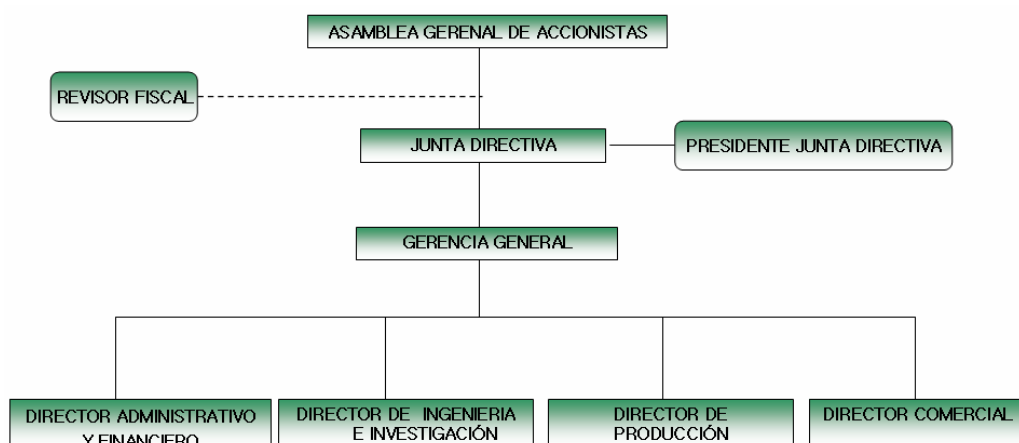 ASAMBLEA GERENAL DE ACCIONISTAS
REVISOR FISCAL
JUNTA DIRECTIVA
PRESIDENTE JUNTA DIRECTIVA
GERENCIA GENERAL
DIRECTOR ADMINISTRATIVO
Y FINANCIERO
DIRECTOR DE INGENIERIA
E INVESTIGACIÓN
DIRECTOR DE
PRODUCCIÓN
DIRECTOR COMERCIAL